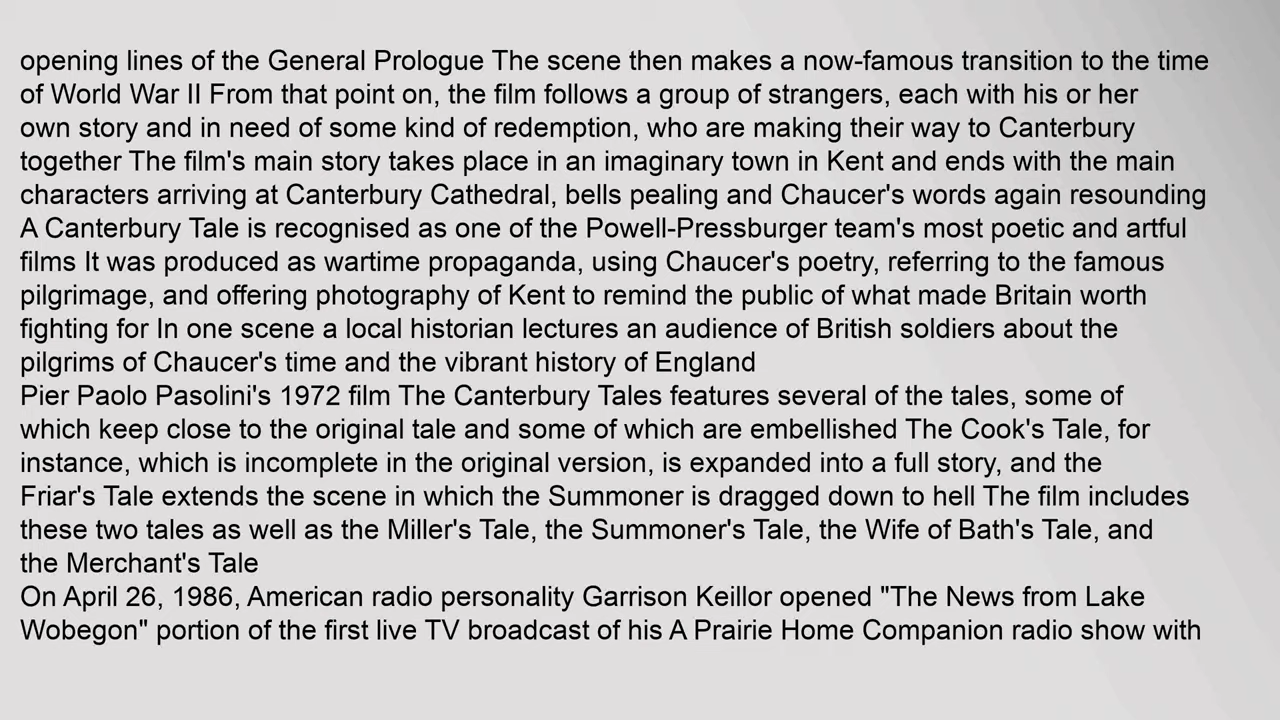 opening lines of the General Prologue The scene then makes a now-famous transition to the time
of World War II From that point on, the film follows a group of strangers, each with his or her
own story and in need of some kind of redemption, who are making their way to Canterbury
together The film's main story takes place in an imaginary town in Kent and ends with the main
characters arriving at Canterbury Cathedral, bells pealing and Chaucer's words again resounding
A Canterbury Tale is recognised as one of the Powell-Pressburger team's most poetic and artful
films It was produced as wartime propaganda, using Chaucer's poetry, referring to the famous
pilgrimage, and offering photography of Kent to remind the public of what made Britain worth
fighting for In one scene a local historian lectures an audience of British soldiers about the
pilgrims of Chaucer's time and the vibrant history of England
Pier Paolo Pasolini's 1972 film The Canterbury Tales features several of the tales, some of
which keep close to the original tale and some of which are embellished The Cook's Tale, for
instance, which is incomplete in the original version, is expanded into a full story, and the
Friar's Tale extends the scene in which the Summoner is dragged down to hell The film includes
these two tales as well as the Miller's Tale, the Summoner's Tale, the Wife of Bath's Tale, and
the Merchant's Tale
On April 26, 1986, American radio personality Garrison Keillor opened "The News from Lake
Wobegon" portion of the first live TV broadcast of his A Prairie Home Companion radio show with